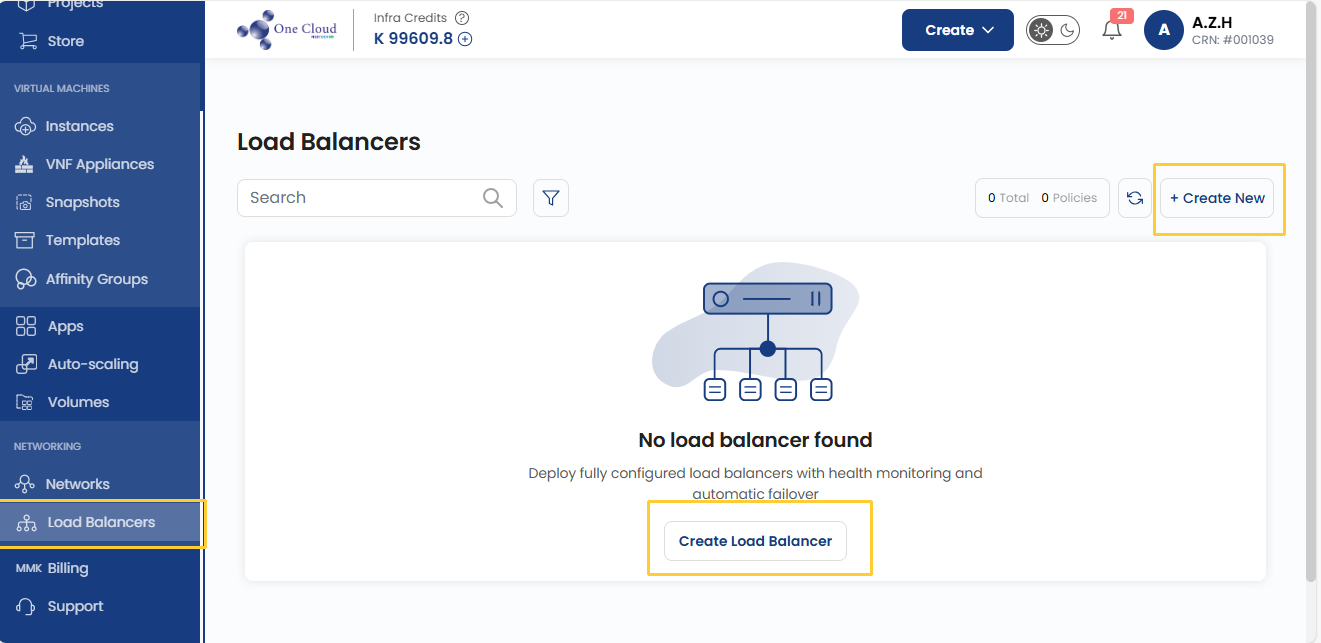 Projects
Store
VIRTUAL MACHINES
Instances
VNF Appliances
Snapshots
Templates
Affinity Groups
Apps
Auto-scaling
Volumes
NETWORKING
Networks
Load Balancers
MMK Billing
Support
One Cloud
Infra Credits ?
K 99609.8
Create
21
A
A.Z.H
CRN: #001039
Load Balancers
Search
0 Total 0 Policies
+ Create New
No load balancer found
Deploy fully configured load balancers with health monitoring and
automatic failover
Create Load Balancer